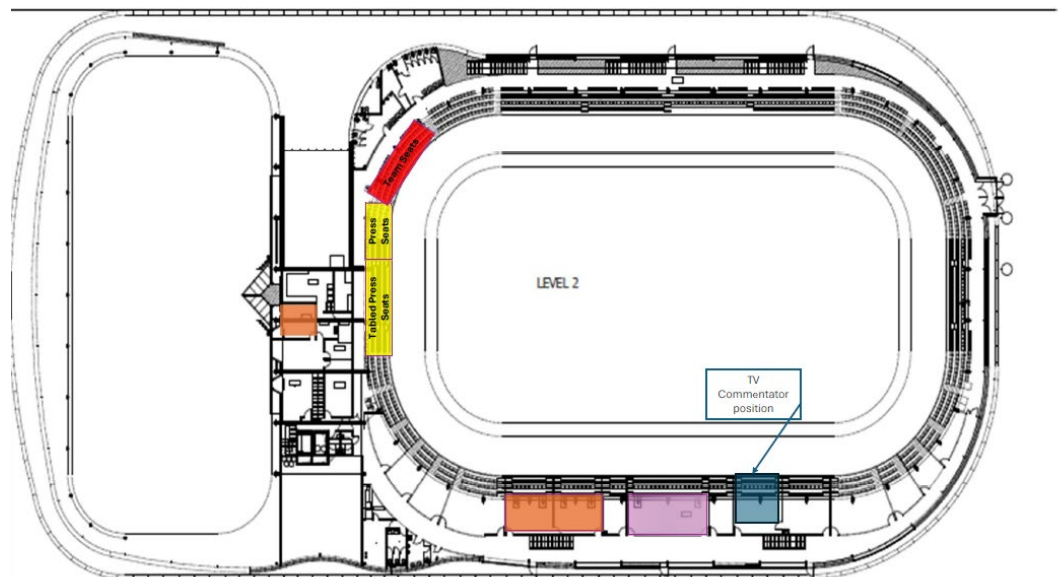 Team Seats
Press
Seats
Tabled Press
Seats
LEVEL 2
TV
Commentator
position